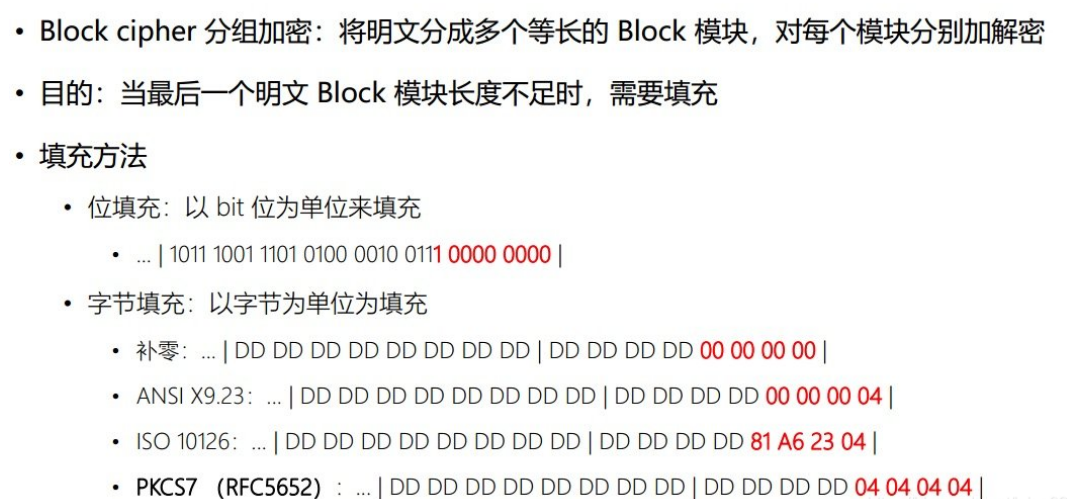 • Block cipher 分组加密：将明文分成多个等长的 Block 模块，对每个模块分别加解密
• 目的：当最后一个明文 Block 模块长度不足时，需要填充
• 填充方法
• 位填充：以 bit 位为单位来填充
• ... | 1011 1001 1101 0100 0010 0111 0000 0000 |
• 字节填充：以字节为单位为填充
• 补零：... | DD DD DD DD DD DD DD DD | DD DD DD DD 00 00 00 00 |
• ANSI X9.23：... | DD DD DD DD DD DD DD DD | DD DD DD DD 00 00 00 04 |
• ISO 10126：... | DD DD DD DD DD DD DD DD | DD DD DD DD 81 A6 23 04 |
• PKCS7 （RFC5652）：... | DD DD DD DD DD DD DD DD | DD DD DD DD 04 04 04 04 |